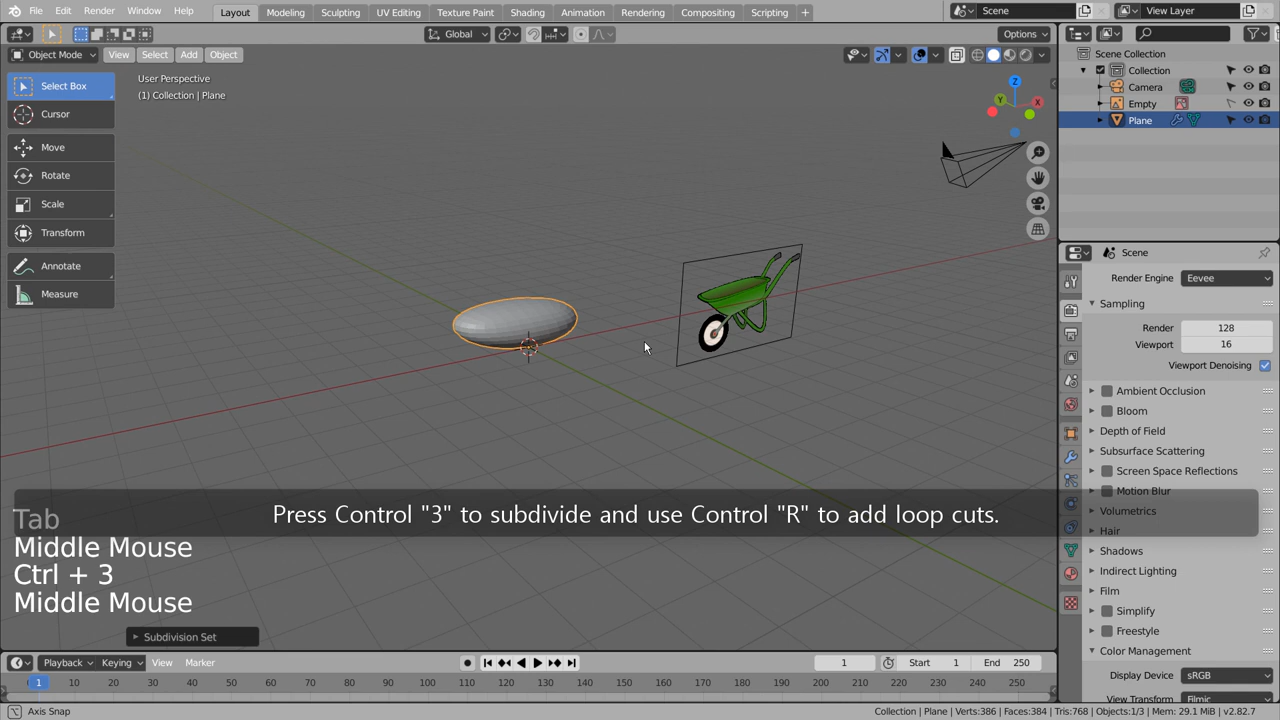 File Edit Render Window Help
Layout Modeling Sculpting UV Editing Texture Paint Shading Animation Rendering Compositing Scripting +
Scene
View Layer
Global
Options
Object Mode View Select Add Object
User Perspective
(1) Collection | Plane
Select Box
Cursor
Move
Rotate
Scale
Transform
Annotate
Measure
Z
Y
X
Scene Collection
Collection
Camera
Empty
Plane
Scene
Render Engine Eevee
Sampling
Render 128
Viewport 16
Viewport Denoising
Ambient Occlusion
Bloom
Depth of Field
Subsurface Scattering
Screen Space Reflections
Motion Blur
Volumetrics
Hair
Shadows
Indirect Lighting
Film
Simplify
Freestyle
Color Management
Display Device sRGB
View Transform Filmic
Press Control "3" to subdivide and use Control "R" to add loop cuts.
Tab
Middle Mouse
Ctrl + 3
Middle Mouse
Subdivision Set
Playback Keying View Marker
1 Start 1 End 250
1 10 20 30 40 50 60 70 80 90 100 110 120 130 140 150 160 170 180 190 200 210 220 230 240 250
Axis Snap
Collection | Plane | Verts:386 | Faces:384 | Tris:768 | Objects:1/3 | Mem: 29.1 MiB | v2.82.7